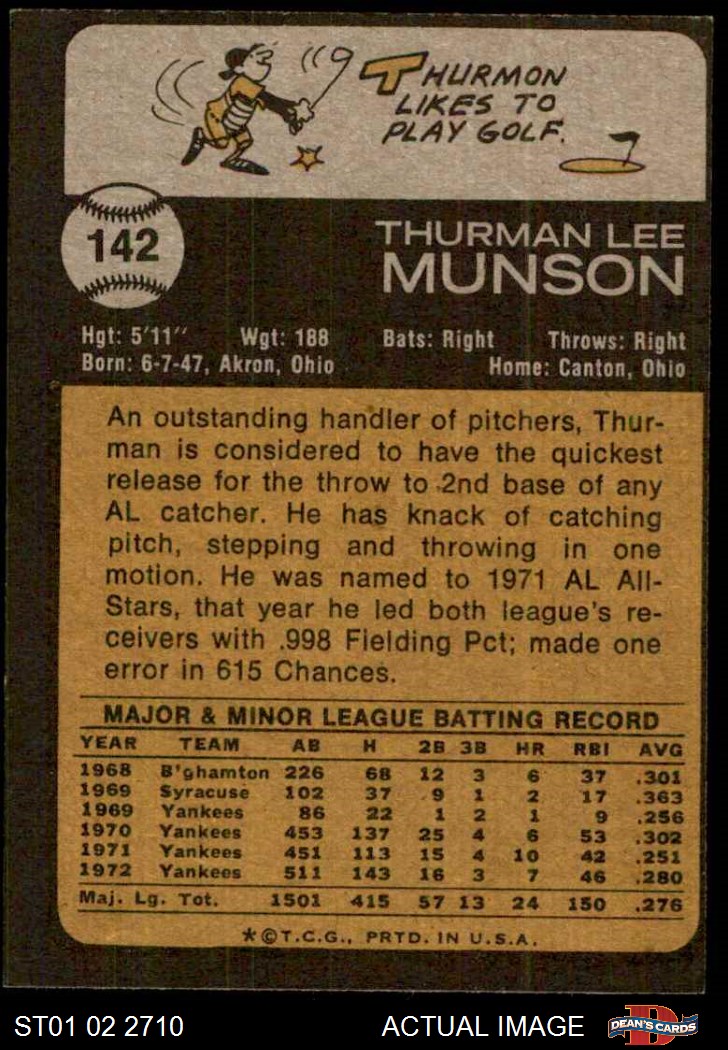 THURMON
LIKES TO
PLAY GOLF.
142
THURMAN LEE
MUNSON
Hgt: 5'11" Wgt: 188 Bats: Right Throws: Right
Born: 6-7-47, Akron, Ohio Home: Canton, Ohio
An outstanding handler of pitchers, Thur-
man is considered to have the quickest
release for the throw to 2nd base of any
AL catcher. He has knack of catching
pitch, stepping and throwing in one
motion. He was named to 1971 AL All-
Stars, that year he led both league's re-
ceivers with .998 Fielding Pct; made one
error in 615 Chances.
MAJOR & MINOR LEAGUE BATTING RECORD
YEAR TEAM AB H 2B 3B HR RBI AVG
1968 B'ghamton 226 68 12 3 6 37 .301
1969 Syracuse 102 37 9 1 2 17 .363
1969 Yankees 86 22 1 2 1 9 .256
1970 Yankees 453 137 25 4 6 53 .302
1971 Yankees 451 113 15 4 10 42 .251
1972 Yankees 511 143 16 3 7 46 .280
Maj. Lg. Tot. 1501 415 57 13 24 150 .276
*©T.C.G., PRTD. IN U.S.A.
ST01 02 2710 ACTUAL IMAGE DEAN'S CARDS